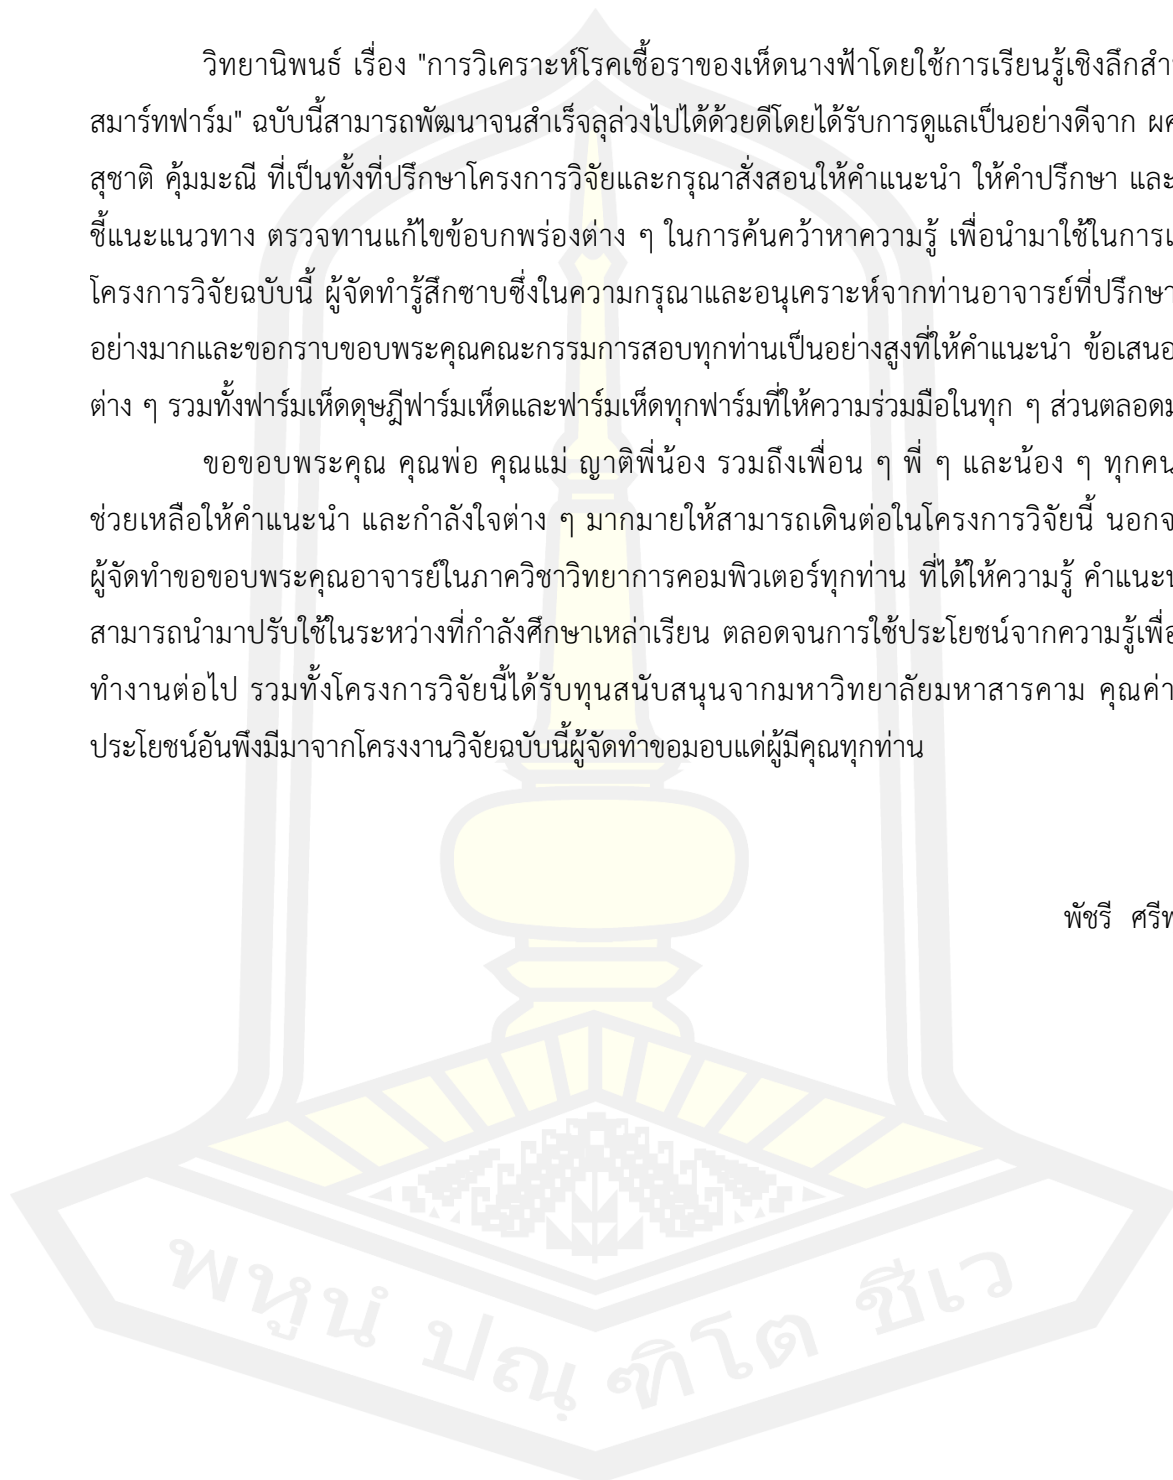 วิทยานิพนธ์ เรื่อง "การวิเคราะห์โรคเชื้อราของเห็ดนางฟ้าโดยใช้การเรียนรู้เชิงลึกสำ
สมาร์ทฟาร์ม" ฉบับนี้สามารถพัฒนาจนสำเร็จลุล่วงไปได้ด้วยดีโดยได้รับการดูแลเป็นอย่างดีจาก ผศ
สุชาติ คุ้มมะณี ที่เป็นทั้งที่ปรึกษาโครงการวิจัยและกรุณาสั่งสอนให้คำแนะนำ ให้คำปรึกษา และ
ชี้แนะแนวทาง ตรวจทานแก้ไขข้อบกพร่องต่าง ๆ ในการค้นคว้าหาความรู้ เพื่อนำมาใช้ในการ
โครงการวิจัยฉบับนี้ ผู้จัดทำรู้สึกซาบซึ่งในความกรุณาและอนุเคราะห์จากท่านอาจารย์ที่ปรึกษา
อย่างมากและขอกราบขอบพระคุณคณะกรรมการสอบทุกท่านเป็นอย่างสูงที่ให้คำแนะนำ ข้อเสนอ
ต่าง ๆ รวมทั้งฟาร์มเห็ดดุษฎีฟาร์มเห็ดและฟาร์มเห็ดทุกฟาร์มที่ให้ความร่วมมือในทุก ๆ ส่วนตลอด
ขอขอบพระคุณ คุณพ่อ คุณแม่ ญาติพี่น้อง รวมถึงเพื่อน ๆ พี่ ๆ และน้อง ๆ ทุกคน
ช่วยเหลือให้คำแนะนำ และกำลังใจต่าง ๆ มากมายให้สามารถเดินต่อในโครงการวิจัยนี้ นอกจ
ผู้จัดทำขอขอบพระคุณอาจารย์ในภาควิชาวิทยาการคอมพิวเตอร์ทุกท่าน ที่ได้ให้ความรู้ คำแนะ
สามารถนำมาปรับใช้ในระหว่างที่กำลังศึกษาเหล่าเรียน ตลอดจนการใช้ประโยชน์จากความรู้เพื่อ
ทำงานต่อไป รวมทั้งโครงการวิจัยนี้ได้รับทุนสนับสนุนจากมหาวิทยาลัยมหาสารคาม คุณค่า
ประโยชน์อันพึงมีมาจากโครงงานวิจัยฉบับนี้ผู้จัดทำขอมอบแด่ผู้มีคุณทุกท่าน
พัชรี ศรี
พหูนํ ปณฺฑิโต ชีเว